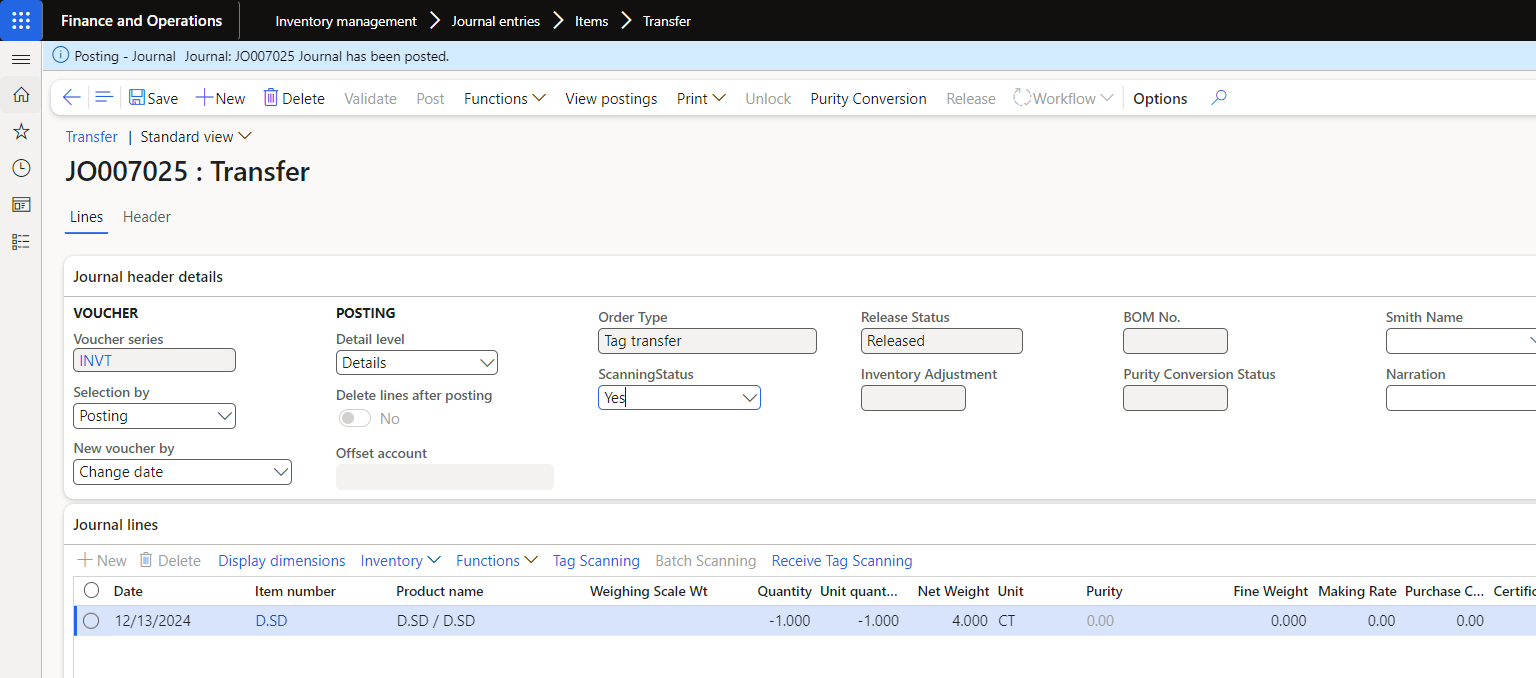 Finance and Operations Inventory management Journal entries Items Transfer
Posting - Journal Journal: JO007025 Journal has been posted.
Save New Delete Validate Post Functions View postings Print Unlock Purity Conversion Release Workflow Options
Transfer | Standard view
JO007025 : Transfer
Lines Header
Journal header details
VOUCHER POSTING Order Type Release Status BOM No. Smith Name
Voucher series Detail level
INVT Details Tag transfer Released
Selection by Delete lines after posting ScanningStatus Inventory Adjustment Purity Conversion Status Narration
Posting No Yes
New voucher by Offset account
Change date
Journal lines
New Delete Display dimensions Inventory Functions Tag Scanning Batch Scanning Receive Tag Scanning
Date Item number Product name Weighing Scale Wt Quantity Unit quant... Net Weight Unit Purity Fine Weight Making Rate Purchase C... Certific
12/13/2024 D.SD D.SD / D.SD -1.000 -1.000 4.000 CT 0.00 0.000 0.00 0.00